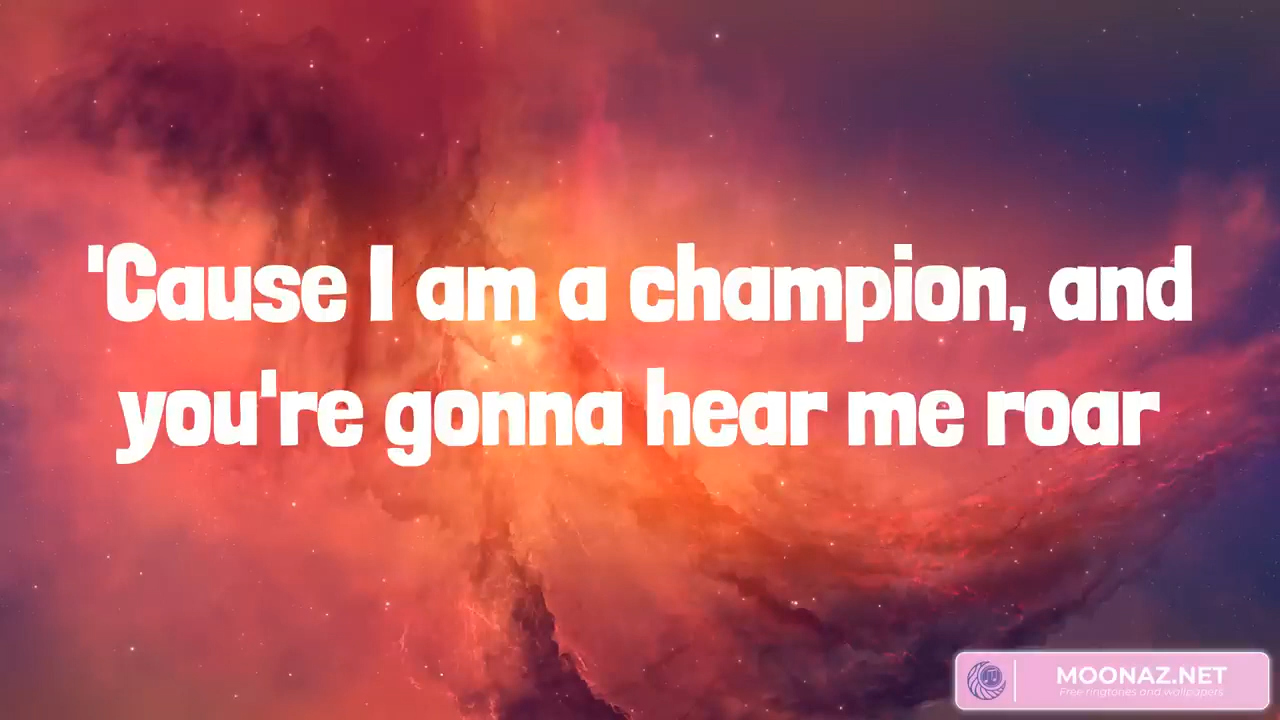 'Cause I am a champion, and
you're gonna hear me roar
MOONAZ.NET
Free ringtones and wallpapers